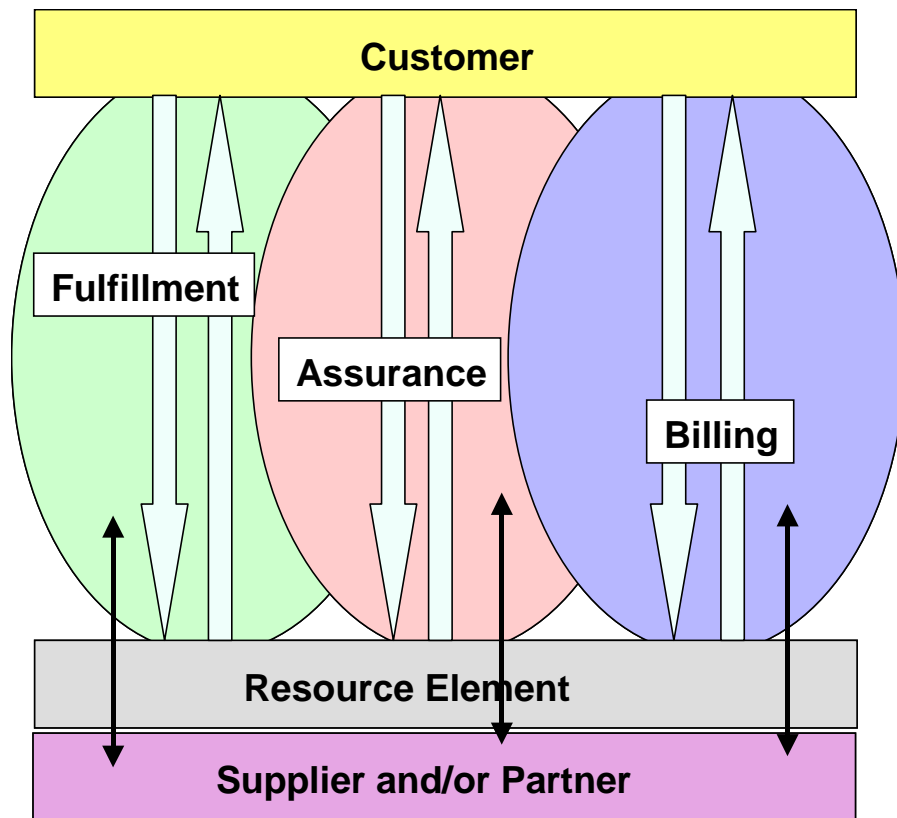 Customer
Fulfillment
Assurance
Billing
Resource Element
Supplier and/or Partner